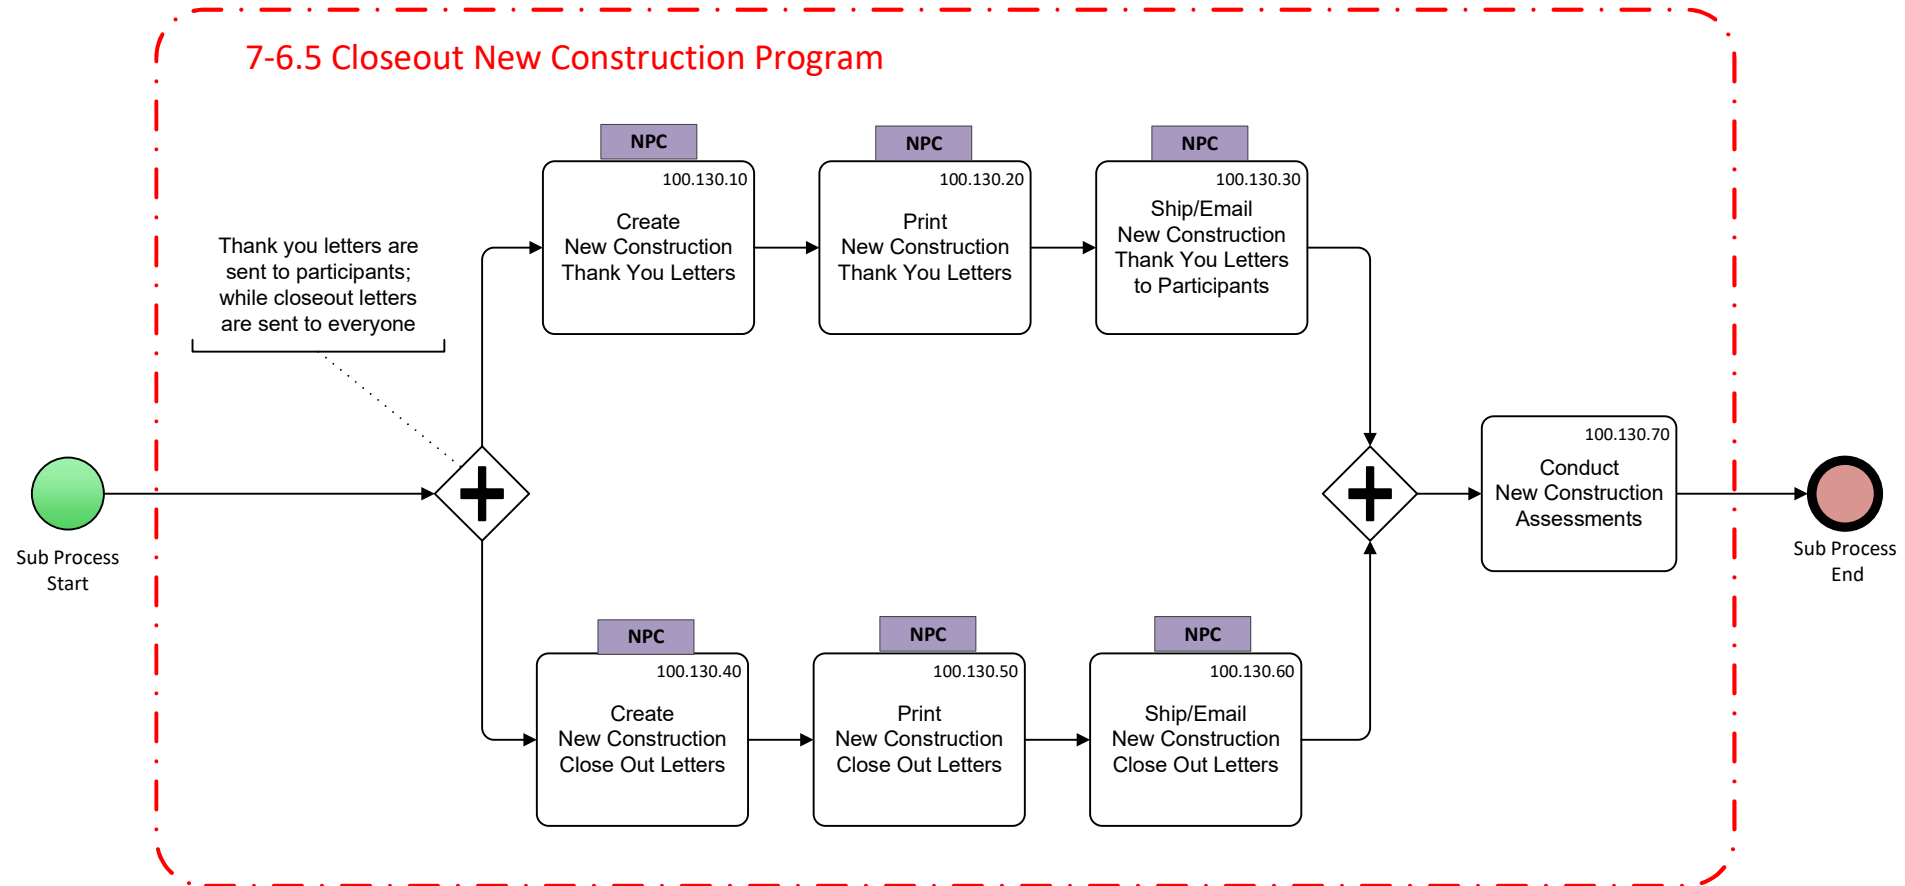 7-6.5 Closeout New Construction Program
NPC
100.130.10
Create
New Construction
Thank You Letters
NPC
100.130.20
Print
New Construction
Thank You Letters
NPC
100.130.30
Ship/Email
New Construction
Thank You Letters
to Participants
Thank you letters are
sent to participants;
while closeout letters
are sent to everyone
Sub Process
Start
100.130.70
Conduct
New Construction
Assessments
Sub Process
End
NPC
100.130.40
Create
New Construction
Close Out Letters
NPC
100.130.50
Print
New Construction
Close Out Letters
NPC
100.130.60
Ship/Email
New Construction
Close Out Letters